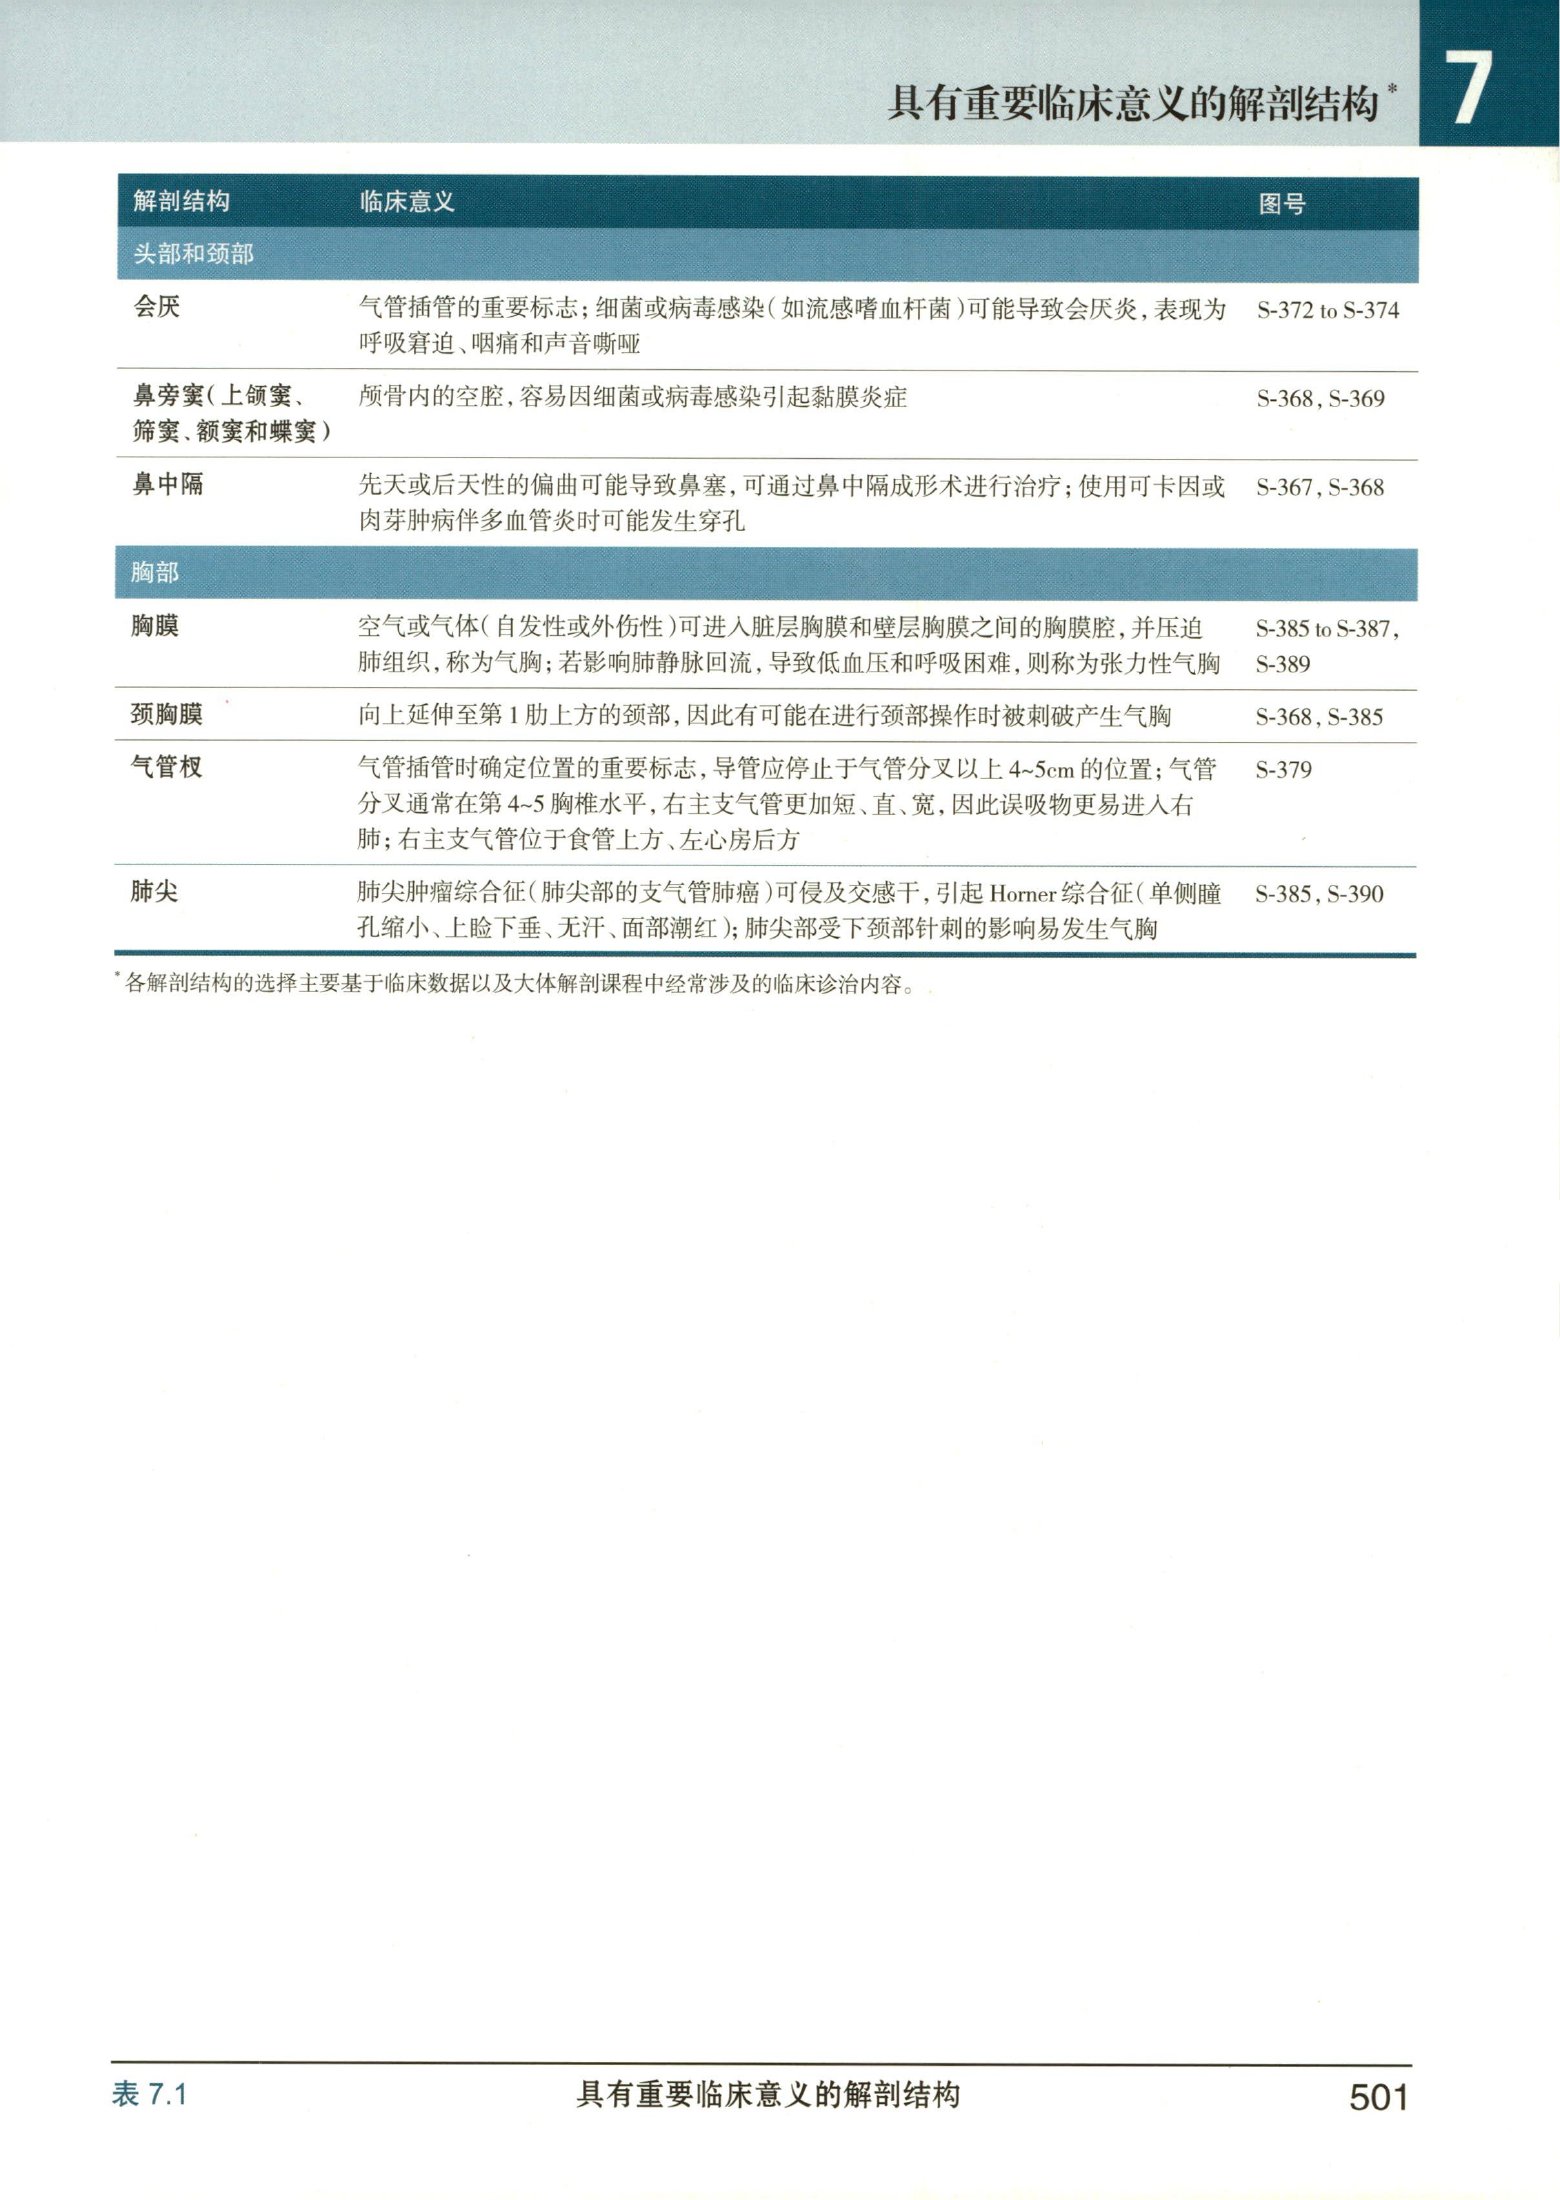 具有重要临床意义的解剖结构*
7
解剖结构 临床意义 图号
头部和颈部
会厌 气管插管的重要标志；细菌或病毒感染（如流感嗜血杆菌）可能导致会厌炎，表现为 S-372 to S-374
呼吸窘迫、咽痛和声音嘶哑
鼻旁窦（上颌窦、 颅骨内的空腔，容易因细菌或病毒感染引起黏膜炎症 S-368，S-369
筛窦、额窦和蝶窦）
鼻中隔 先天或后天性的偏曲可能导致鼻塞，可通过鼻中隔成形术进行治疗；使用可卡因或 S-367，S-368
肉芽肿病伴多血管炎时可能发生穿孔
胸部
胸膜 空气或气体（自发性或外伤性）可进入脏层胸膜和壁层胸膜之间的胸膜腔，并压迫 S-385 to S-387，
肺组织，称为气胸；若影响肺静脉回流，导致低血压和呼吸困难，则称为张力性气胸 S-389
颈胸膜 向上延伸至第1肋上方的颈部，因此有可能在进行颈部操作时被刺破产生气胸 S-368，S-385
气管杈 气管插管时确定位置的重要标志，导管应停止于气管分叉以上4~5cm的位置；气管 S-379
分叉通常在第4~5胸椎水平，右主支气管更加短、直、宽，因此误吸物更易进入右
肺；右主支气管位于食管上方、左心房后方
肺尖 肺尖肿瘤综合征（肺尖部的支气管肺癌）可侵及交感干，引起Horner综合征（单侧瞳 S-385，S-390
孔缩小、上睑下垂、无汗、面部潮红）；肺尖部受下颈部针刺的影响易发生气胸
*各解剖结构的选择主要基于临床数据以及大体解剖课程中经常涉及的临床诊治内容。
表 7.1 具有重要临床意义的解剖结构 501